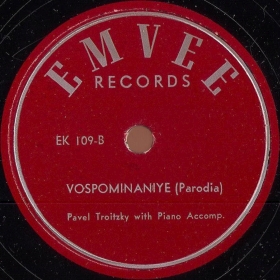 EMVEE
RECORDS
EK 109-B
VOSPOMINANIYE (Parodia)
Pavel Troitzky with Piano Accomp.